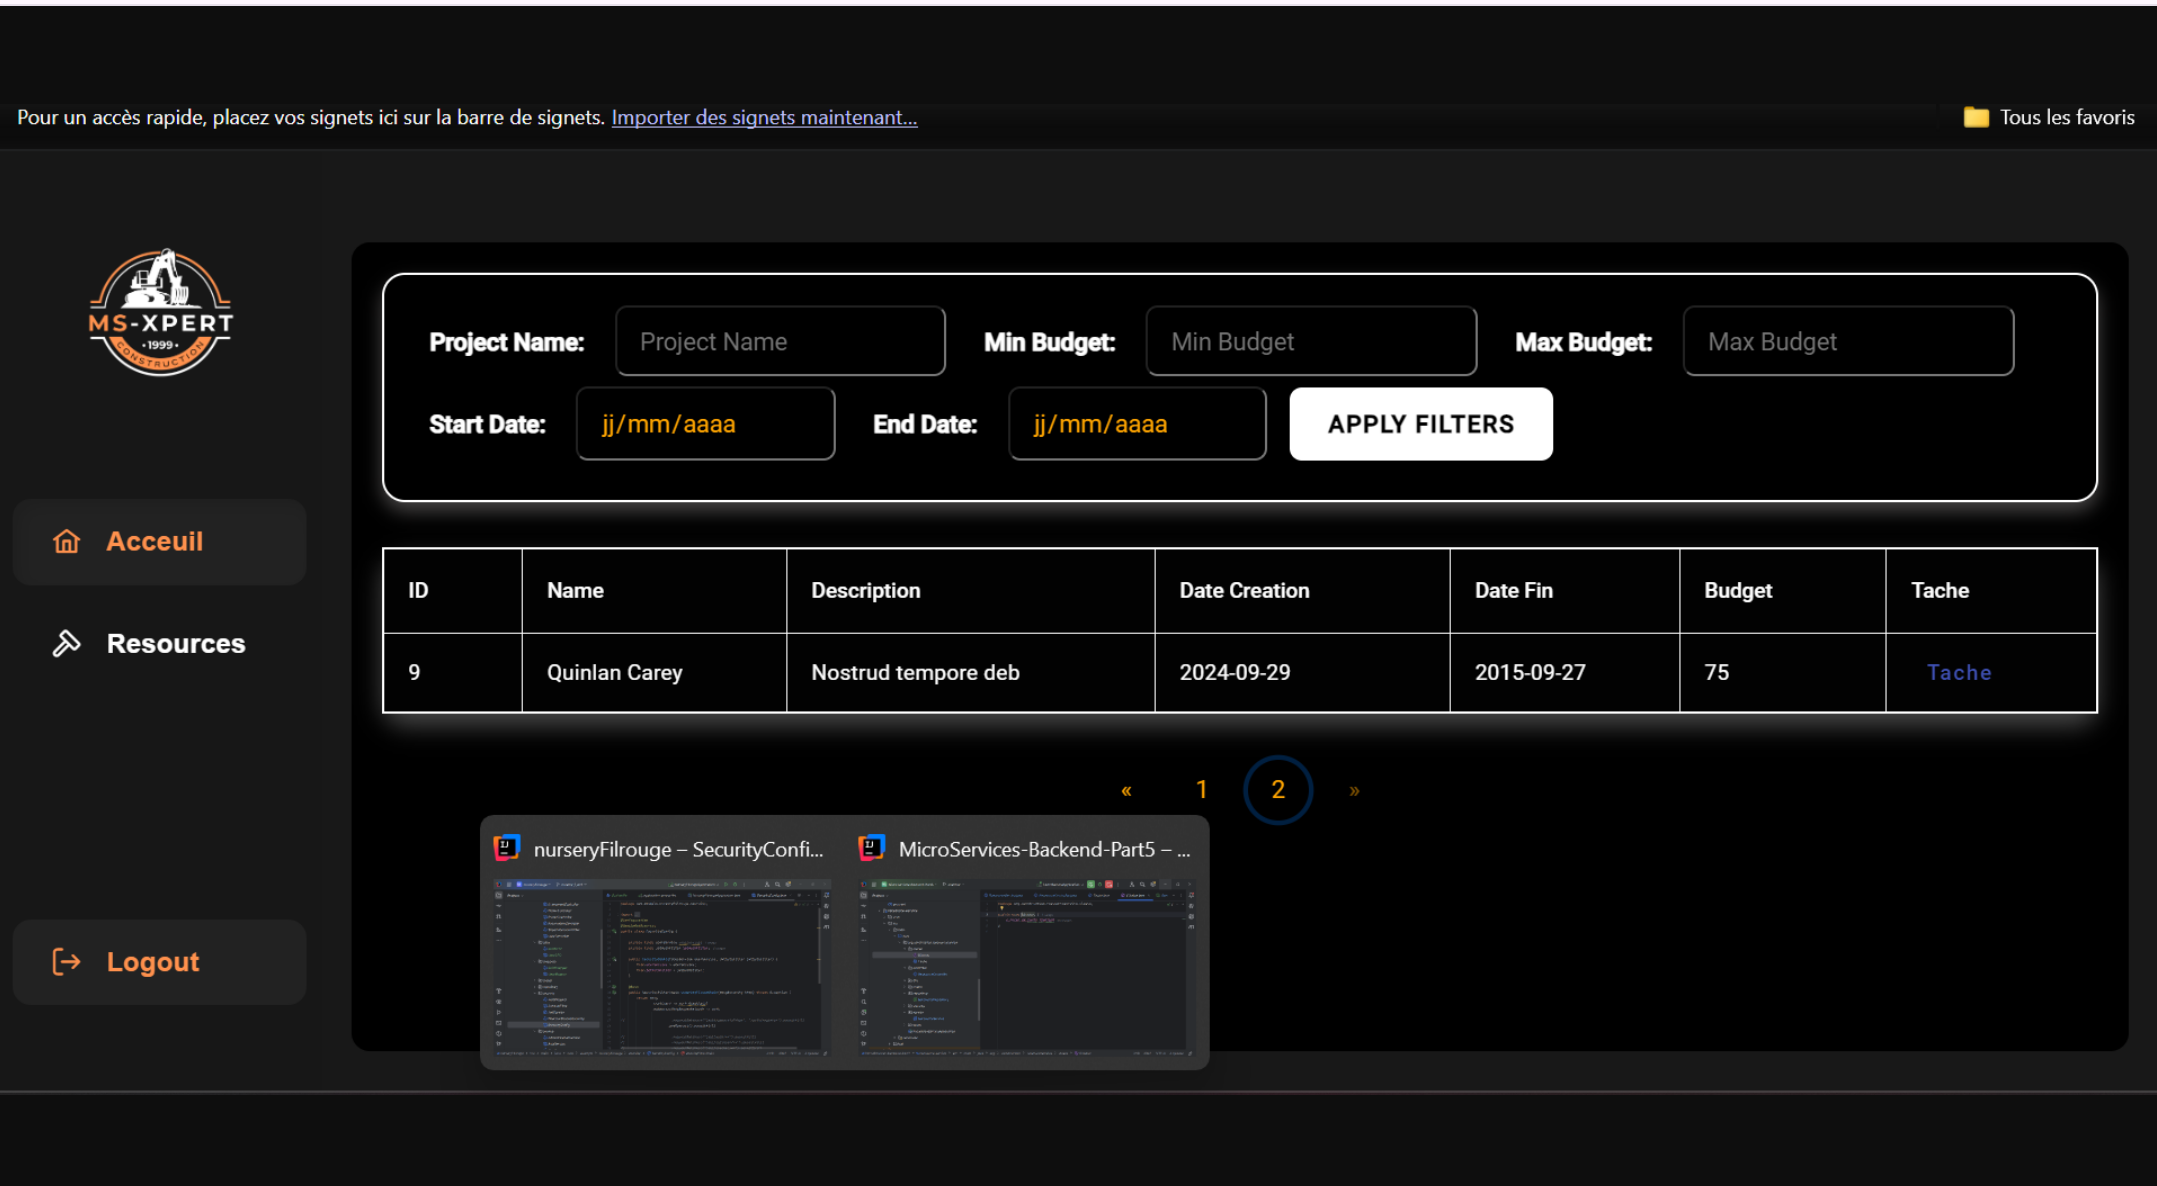 Pour un accès rapide, placez vos signets ici sur la barre de signets. Importer des signets maintenant... Tous les favoris
MS-XPERT
·1999·
CONSTRUCTION
Project Name: Project Name Min Budget: Min Budget Max Budget: Max Budget
Start Date: jj/mm/aaaa End Date: jj/mm/aaaa APPLY FILTERS
Acceuil
Resources
ID Name Description Date Creation Date Fin Budget Tache
9 Quinlan Carey Nostrud tempore deb 2024-09-29 2015-09-27 75 Tache
« 1 2 »
nurseryFilrouge – SecurityConfi... MicroServices-Backend-Part5 – ...
Logout